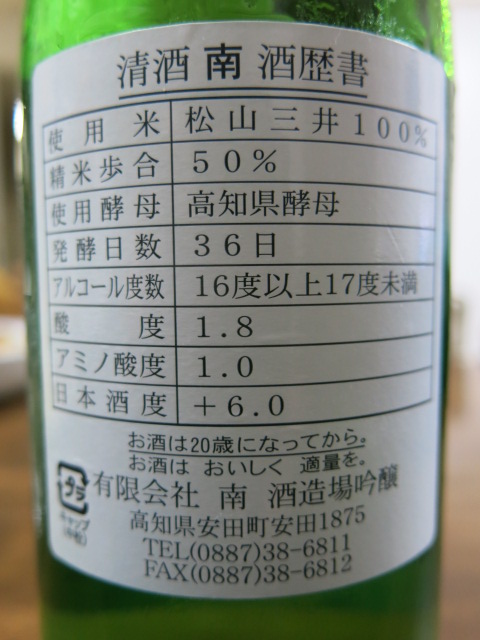 清酒 南 酒歴書
使用米 松山三井100%
精米歩合 50%
使用酵母 高知県酵母
発酵日数 36日
アルコール度数 16度以上17度未満
酸度 1.8
アミノ酸度 1.0
日本酒度 +6.0
お酒は20歳になってから。
お酒は おいしく 適量を。
有限会社 南 酒造場吟醸
高知県安田町安田1875
TEL(0887)38-6811
FAX(0887)38-6812
プラ
キャップ